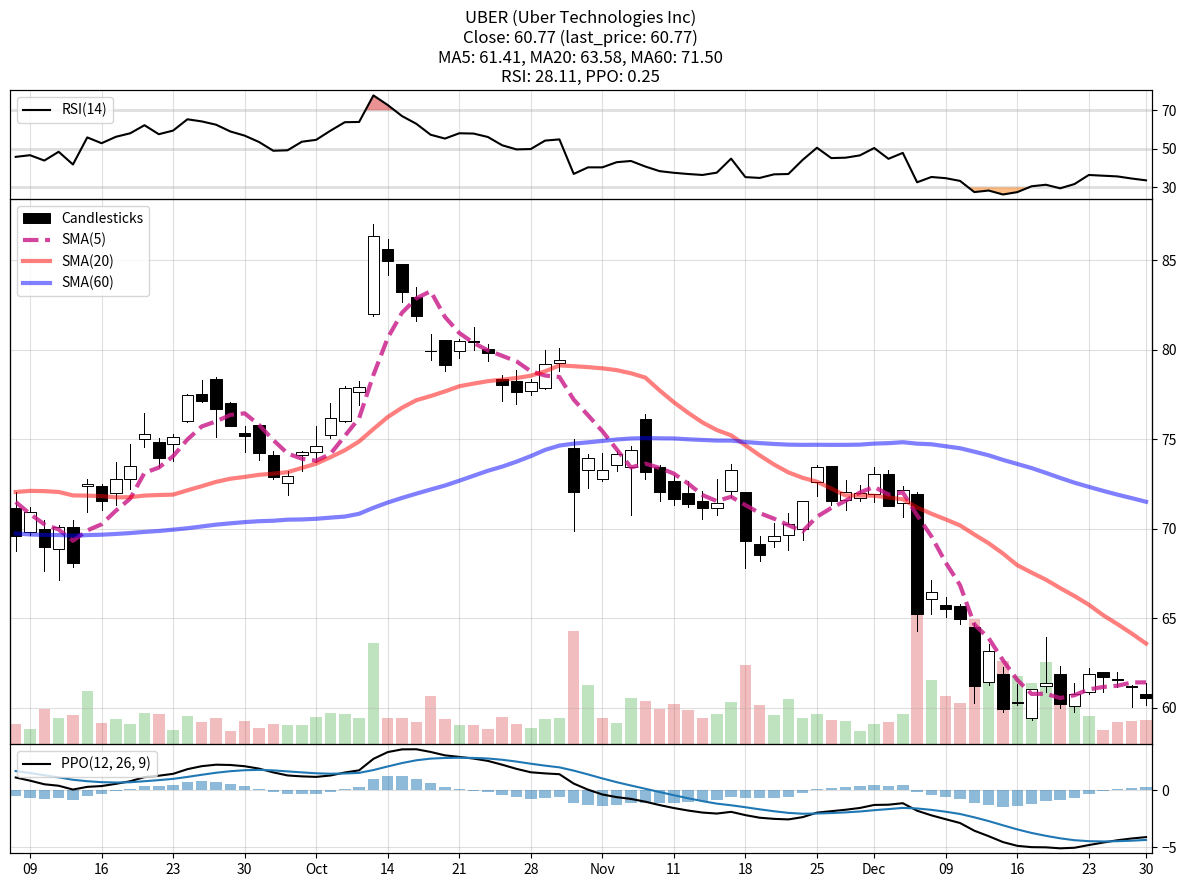 UBER (Uber Technologies Inc)
Close: 60.77 (last_price: 60.77)
MA5: 61.41, MA20: 63.58, MA60: 71.50
RSI: 28.11, PPO: 0.25
RSI(14)
70
50
30
Candlesticks
SMA(5)
SMA(20)
SMA(60)
85
80
75
70
65
60
PPO(12, 26, 9)
0
−5
09 16 23 30 Oct 14 21 28 Nov 11 18 25 Dec 09 16 23 30